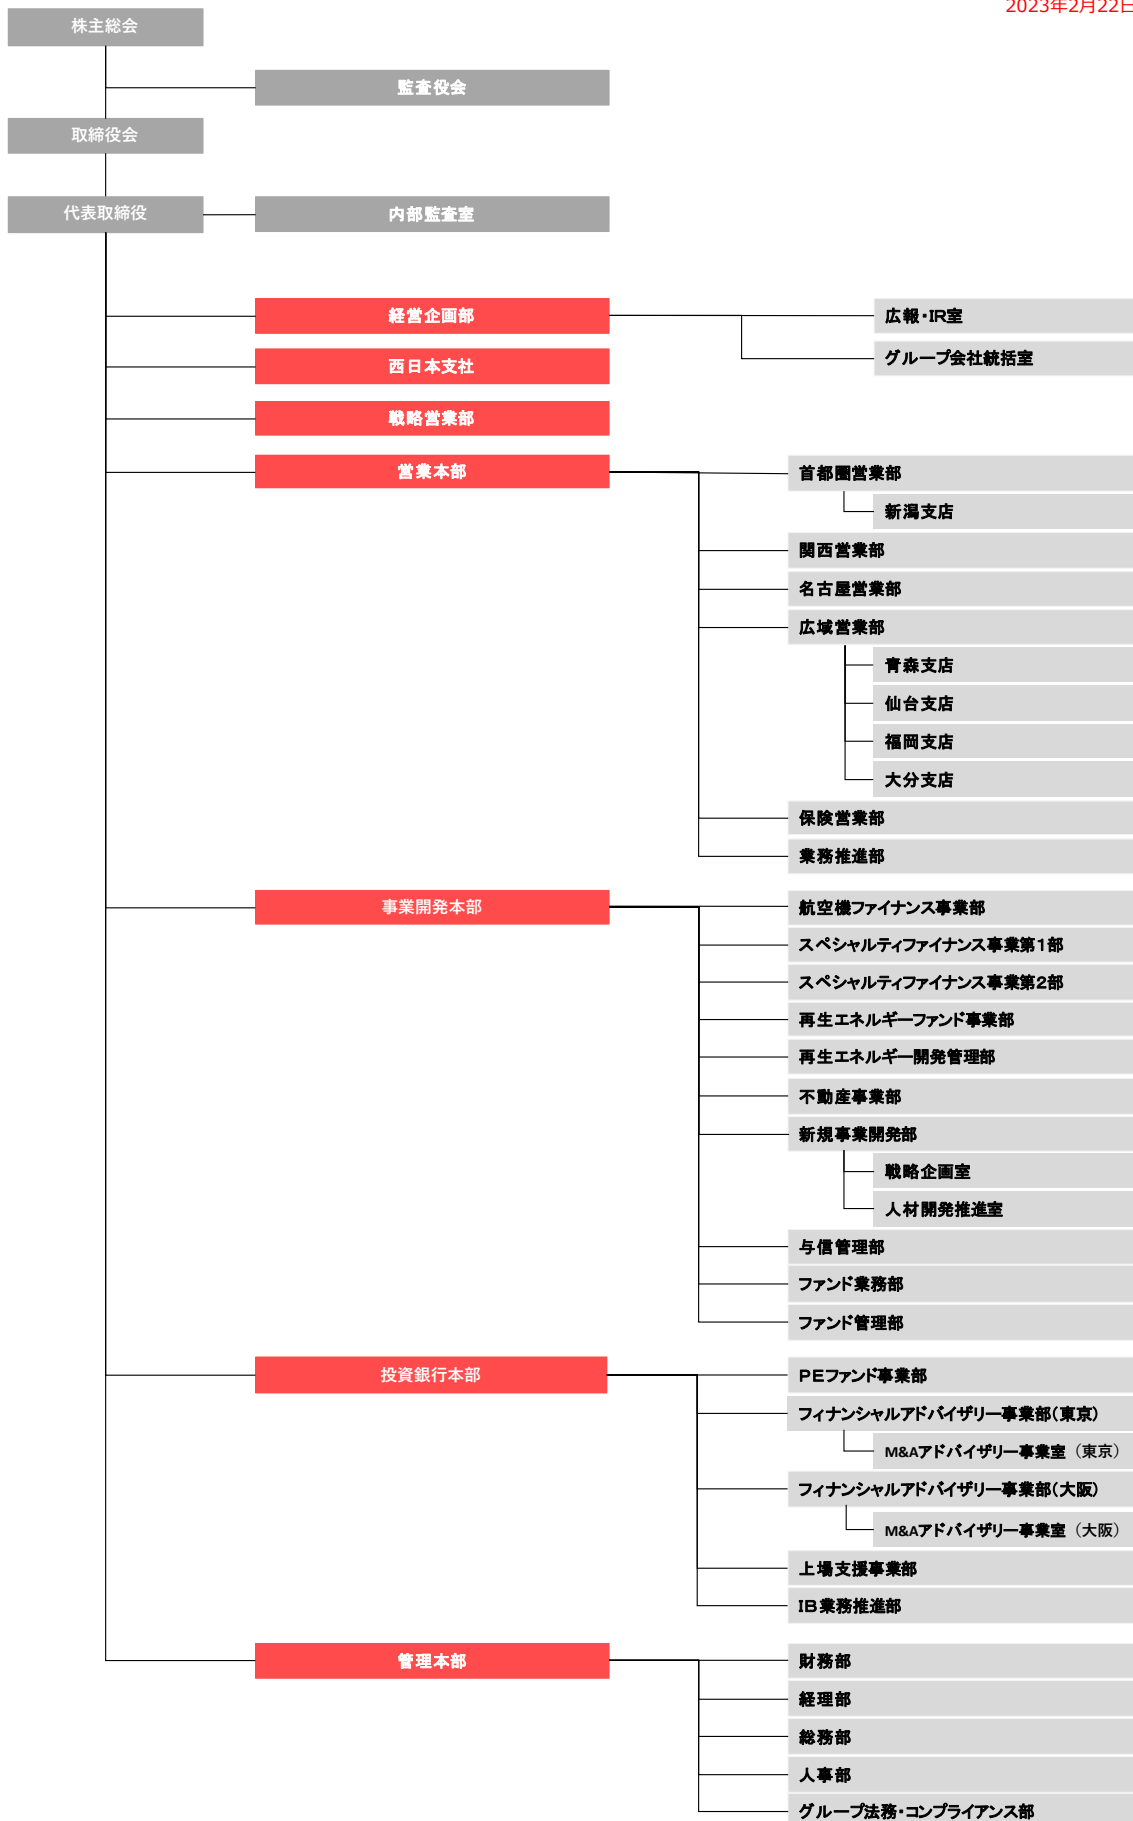 2023年2月22日
株主総会
監査役会
取締役会
代表取締役
内部監査室
経営企画部
広報・IR室
グループ会社統括室
西日本支社
戦略営業部
営業本部
首都圏営業部
新潟支店
関西営業部
名古屋営業部
広域営業部
青森支店
仙台支店
福岡支店
大分支店
保険営業部
業務推進部
事業開発本部
航空機ファイナンス事業部
スペシャルティファイナンス事業第1部
スペシャルティファイナンス事業第2部
再生エネルギーファンド事業部
再生エネルギー開発管理部
不動産事業部
新規事業開発部
戦略企画室
人材開発推進室
与信管理部
ファンド業務部
ファンド管理部
投資銀行本部
PEファンド事業部
フィナンシャルアドバイザリー事業部(東京)
M&Aアドバイザリー事業室（東京）
フィナンシャルアドバイザリー事業部(大阪)
M&Aアドバイザリー事業室（大阪）
上場支援事業部
IB業務推進部
管理本部
財務部
経理部
総務部
人事部
グループ法務・コンプライアンス部